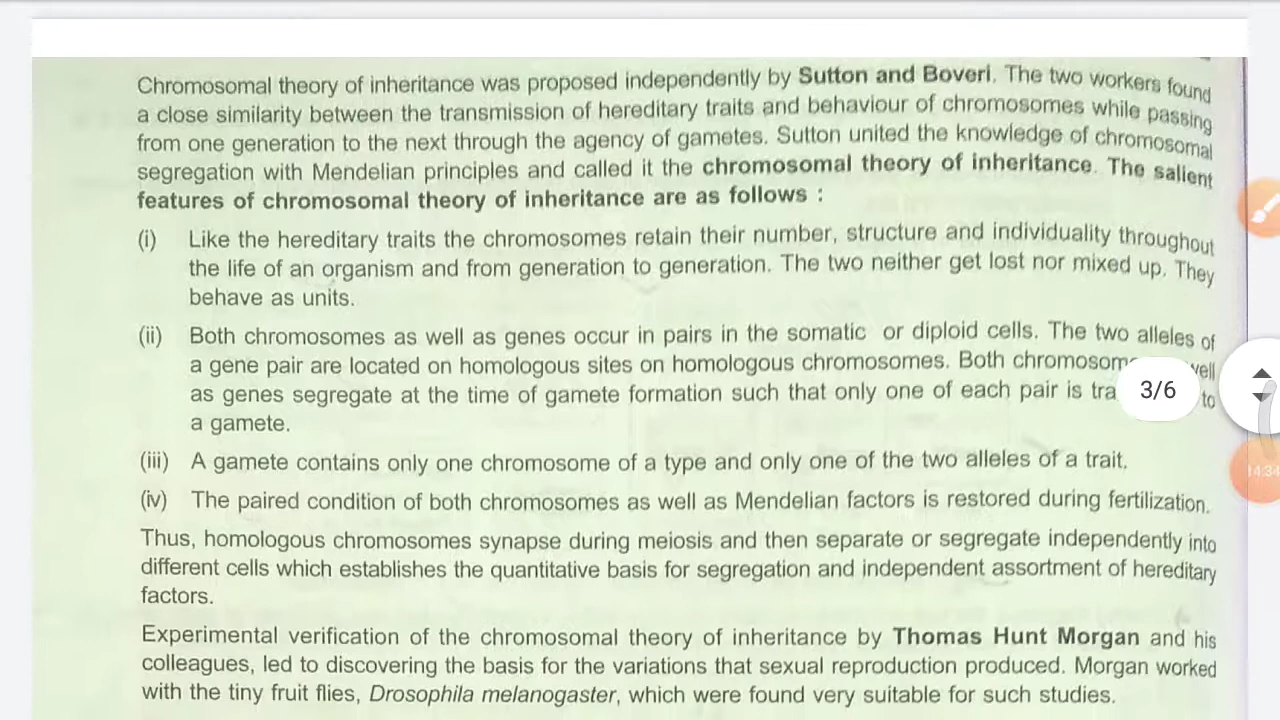 Chromosomal theory of inheritance was proposed independently by Sutton and Boveri. The two workers found
a close similarity between the transmission of hereditary traits and behaviour of chromosomes while passing
from one generation to the next through the agency of gametes. Sutton united the knowledge of chromosomal
segregation with Mendelian principles and called it the chromosomal theory of inheritance. The salient
features of chromosomal theory of inheritance are as follows :
(i) Like the hereditary traits the chromosomes retain their number, structure and individuality throughout
the life of an organism and from generation to generation. The two neither get lost nor mixed up. They
behave as units.
(ii) Both chromosomes as well as genes occur in pairs in the somatic or diploid cells. The two alleles of
a gene pair are located on homologous sites on homologous chromosomes. Both
as genes segregate at the time of gamete formation such that only one of each pair is to
3/6
a gamete.
(iii) A gamete contains only one chromosome of a type and only one of the two alleles of a trait.
14:34
(iv) The paired condition of both chromosomes as well as Mendelian factors is restored during fertilization.
Thus, homologous chromosomes synapse during meiosis and then separate or segregate independently into
different cells which establishes the quantitative basis for segregation and independent assortment of hereditary
factors.
Experimental verification of the chromosomal theory of inheritance by Thomas Hunt Morgan and his
colleagues, led to discovering the basis for the variations that sexual reproduction produced. Morgan worked
with the tiny fruit flies, Drosophila melanogaster, which were found very suitable for such studies.